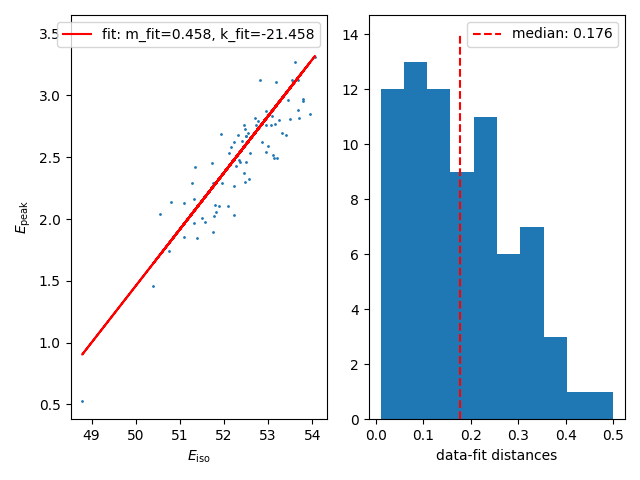 fit: m_fit=0.458, k_fit=-21.458
3.5
3.0
2.5
2.0
1.5
1.0
0.5
E_peak
49 50 51 52 53 54
E_iso
median: 0.176
14
12
10
8
6
4
2
0
0.0 0.1 0.2 0.3 0.4 0.5
data-fit distances